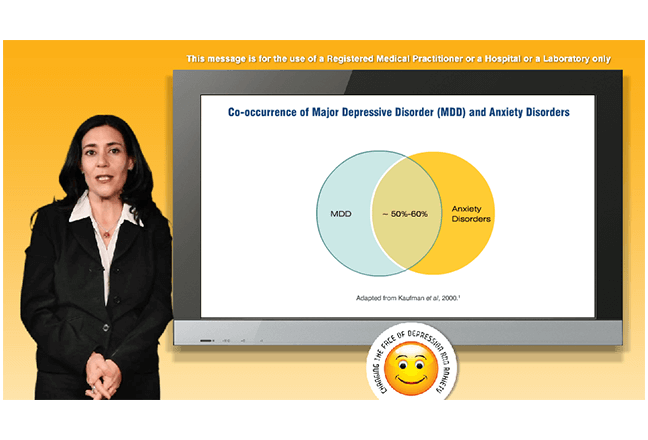 This message is for the use of a Registered Medical Practitioner or a Hospital or a Laboratory only
Co-occurrence of Major Depressive Disorder (MDD) and Anxiety Disorders
MDD
~ 50%-60%
Anxiety
Disorders
Adapted from Kaufman et al, 2000.¹
CHAGING THE FACE OF DEPRESSION AND ANXIETY